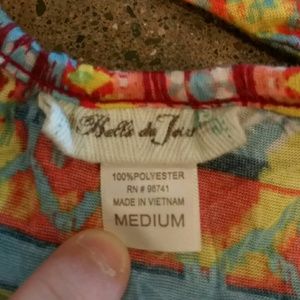 Belle du Jour
100%POLYESTER
RN # 96741
MADE IN VIETNAM
MEDIUM